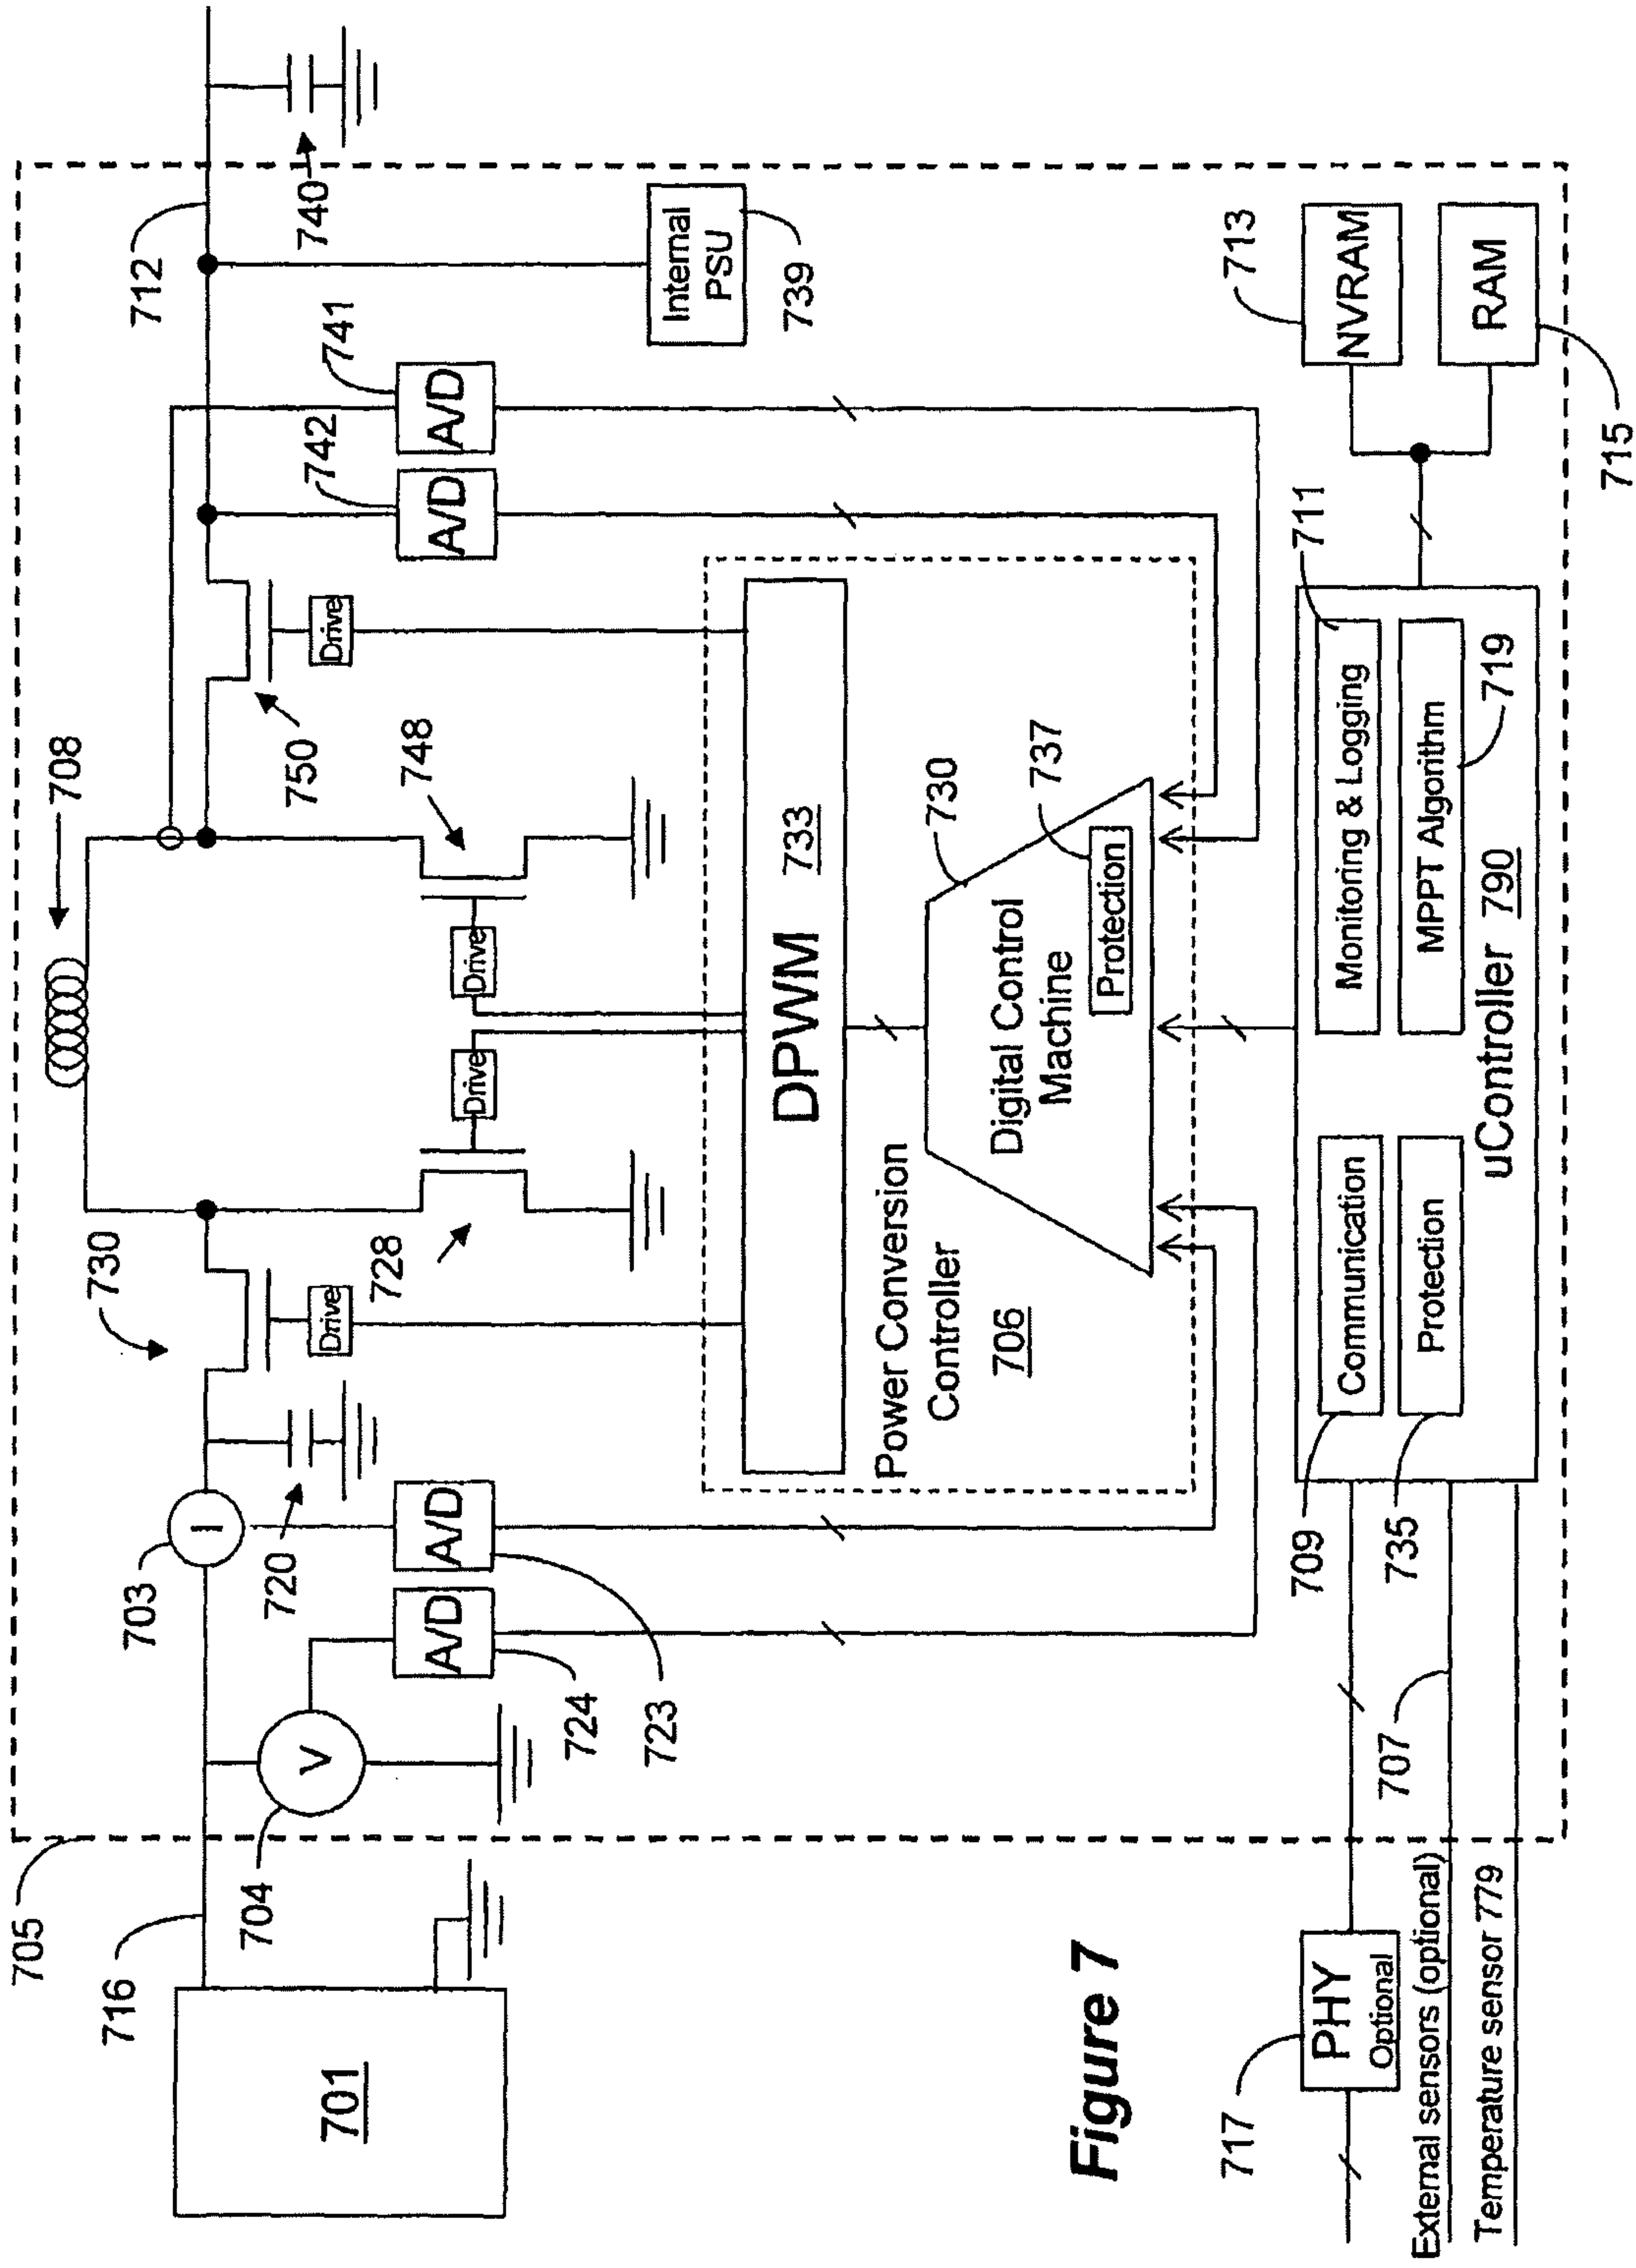 705
716
701
704
703
V
I
720
724
A/D
723
A/D
730
Drive
728
Drive
708
748
Drive
750
Drive
742
A/D
741
A/D
712
740
Internal
PSU
739
DPWM
733
Power Conversion
Controller
706
Digital Control
Machine
730
737
Protection
709
Communication
735
Protection
uController 790
711
Monitoring & Logging
MPPT Algorithm
719
713
NVRAM
RAM
715
717
PHY
Optional
707
External sensors (optional)
Temperature sensor 779
Figure 7